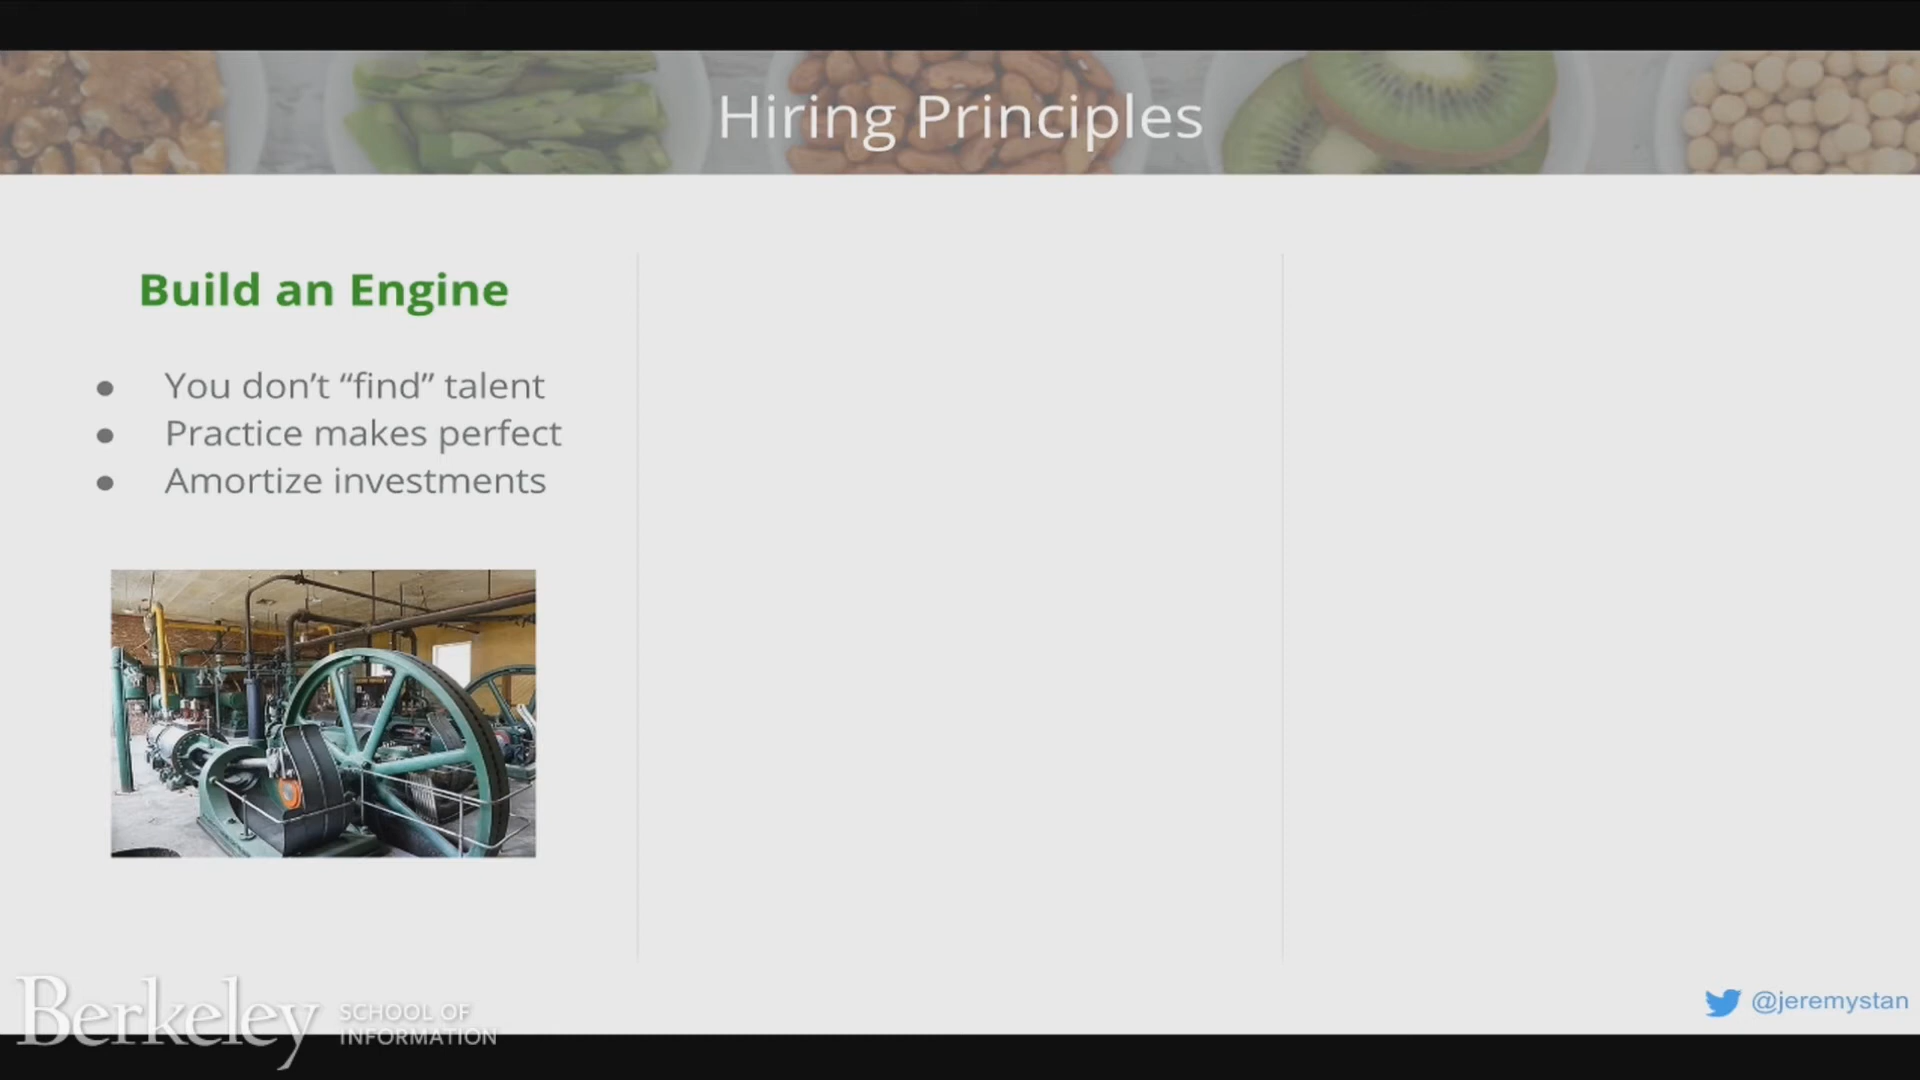 Hiring Principles
Build an Engine
● You don’t “find” talent
● Practice makes perfect
● Amortize investments
Berkeley SCHOOL OF
INFORMATION
@jeremystan